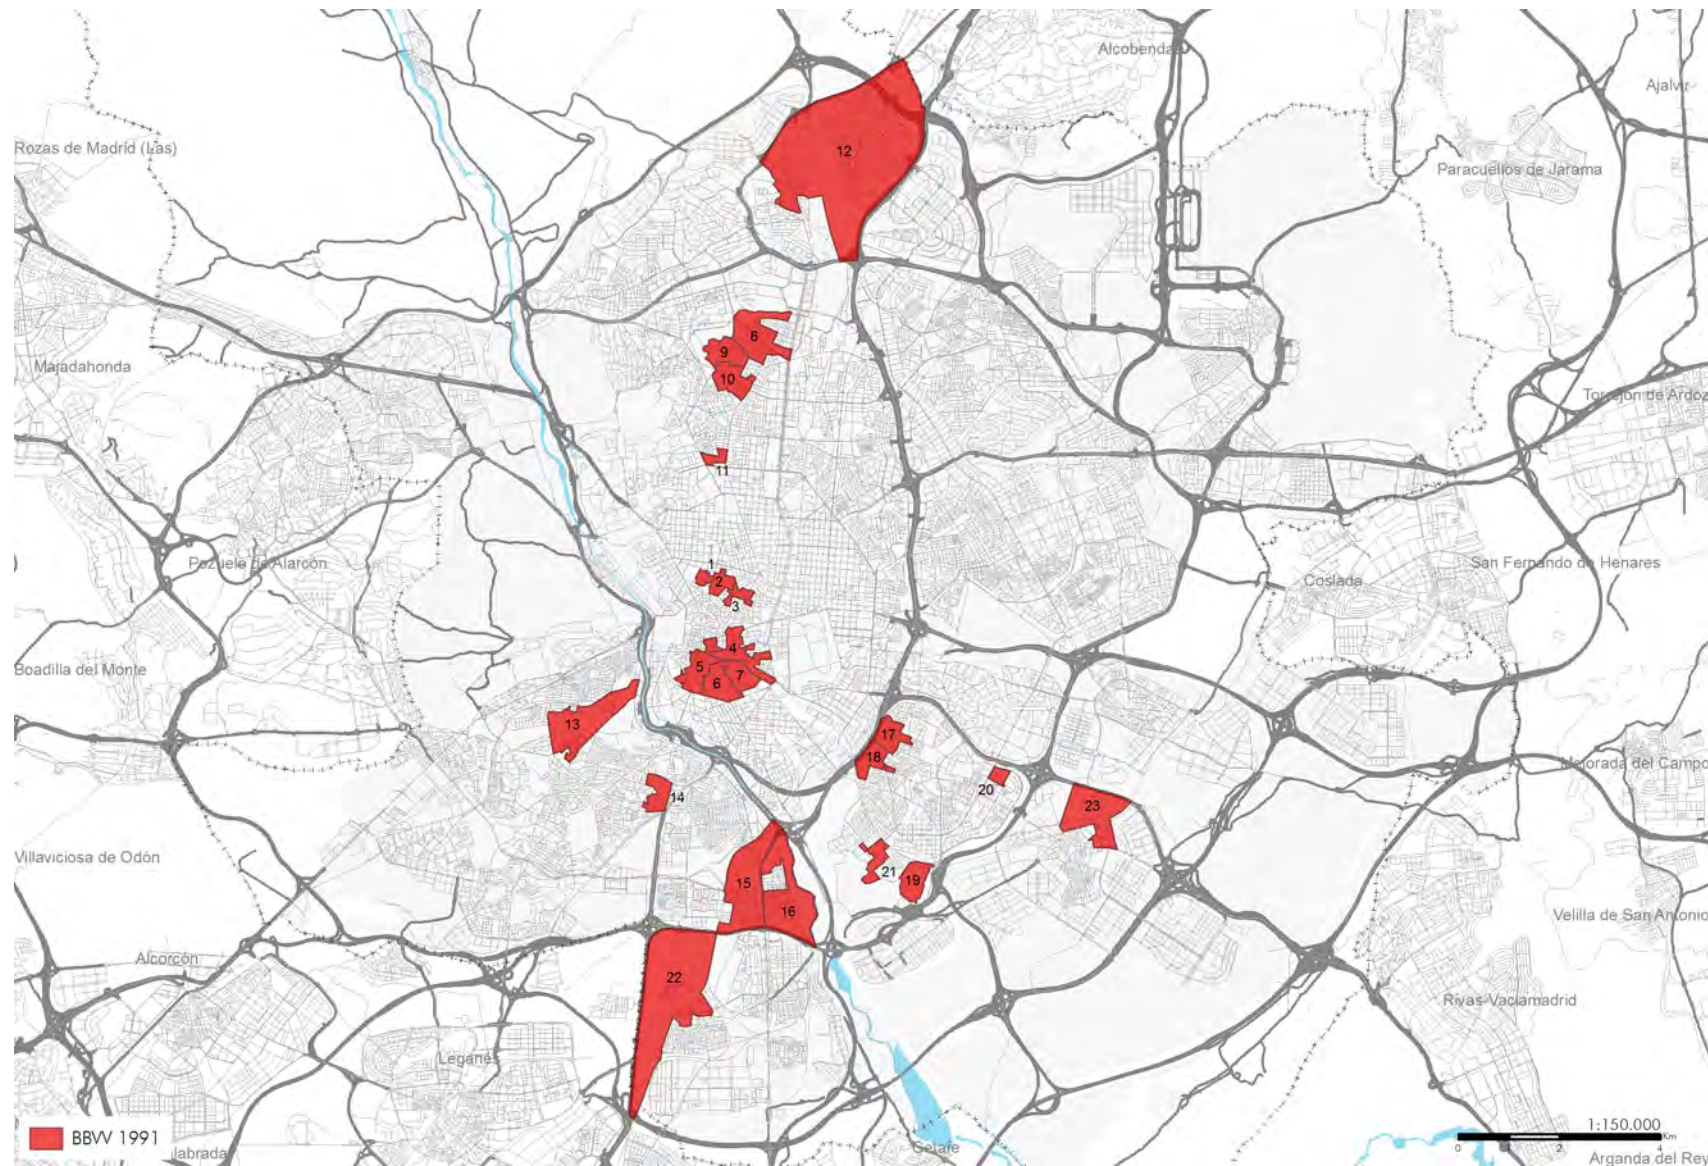 Alcobendas
Ajalvir
12
Rozas de Madrid (Las)
Paracuellos de Jarama
8
9
Majadahonda
10
Torrejón de Ardoz
11
1
Pozuelo de Alarcón
San Fernando de Henares
2
Coslada
3
4
5
Boadilla del Monte
7
6
13
17
18
Mejorada del Campo
20
14
23
Villaviciosa de Odón
21
19
15
16
Velilla de San Antonio
Alcorcón
22
Rivas-Vaciamadrid
Leganés
1:150.000
BBVV 1991
Km
0
4
Getafe
labrada
Arganda del Rey